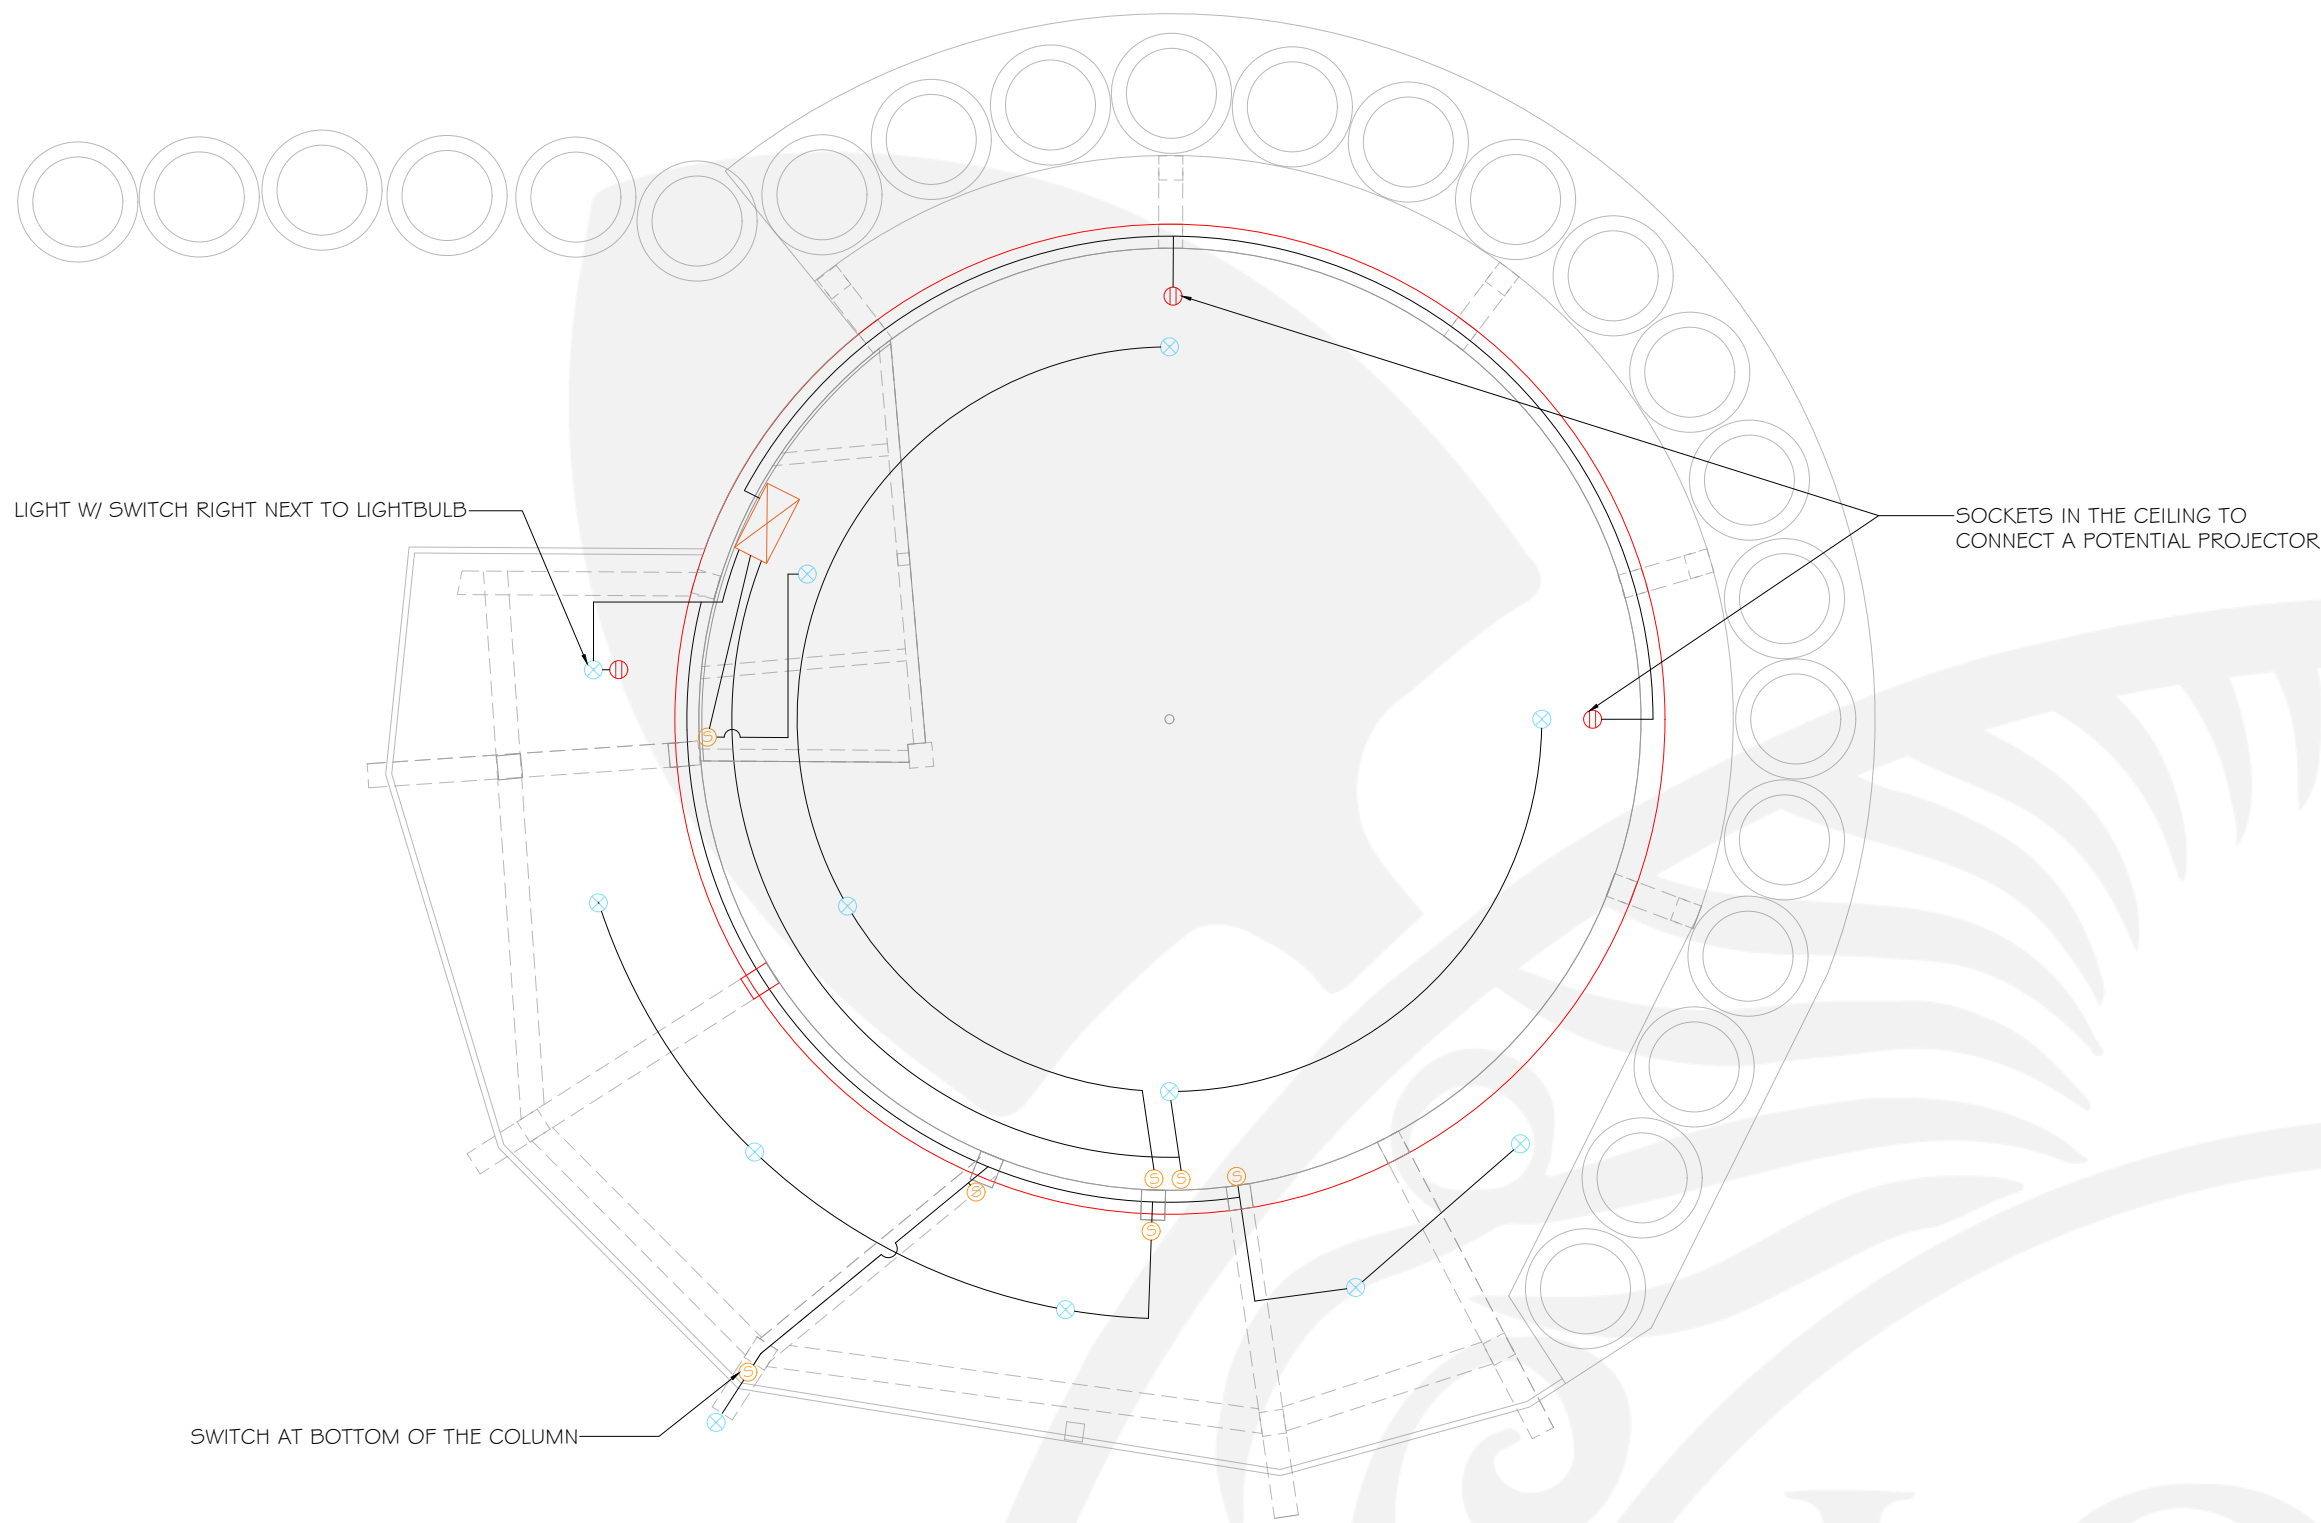 LIGHT W/ SWITCH RIGHT NEXT TO LIGHTBULB
SOCKETS IN THE CEILING TO
CONNECT A POTENTIAL PROJECTOR
S
S
S
S
S
S
S
SWITCH AT BOTTOM OF THE COLUMN